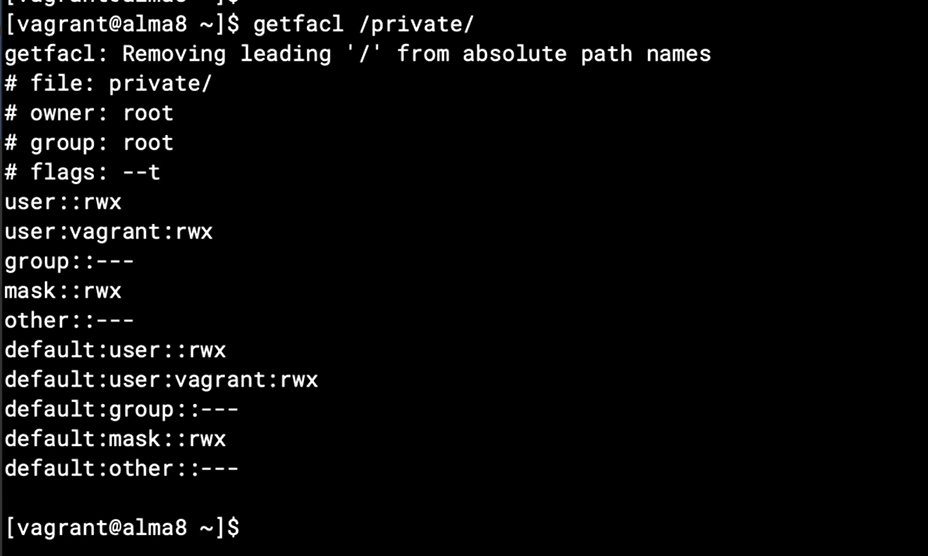 [vagrant@alma8 ~]$ getfacl /private/
getfacl: Removing leading '/' from absolute path names
# file: private/
# owner: root
# group: root
# flags: --t
user::rwx
user:vagrant:rwx
group::---
mask::rwx
other::---
default:user::rwx
default:user:vagrant:rwx
default:group::---
default:mask::rwx
default:other::---
[vagrant@alma8 ~]$